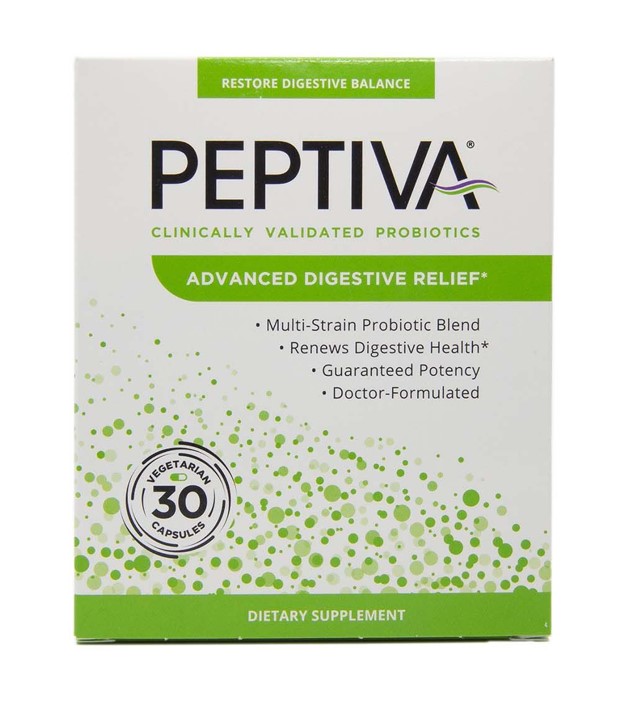 RESTORE DIGESTIVE BALANCE
PEPTIVA®
CLINICALLY VALIDATED PROBIOTICS
ADVANCED DIGESTIVE RELIEF*
• Multi-Strain Probiotic Blend
• Renews Digestive Health*
• Guaranteed Potency
• Doctor-Formulated
VEGETARIAN
30
CAPSULES
DIETARY SUPPLEMENT
4